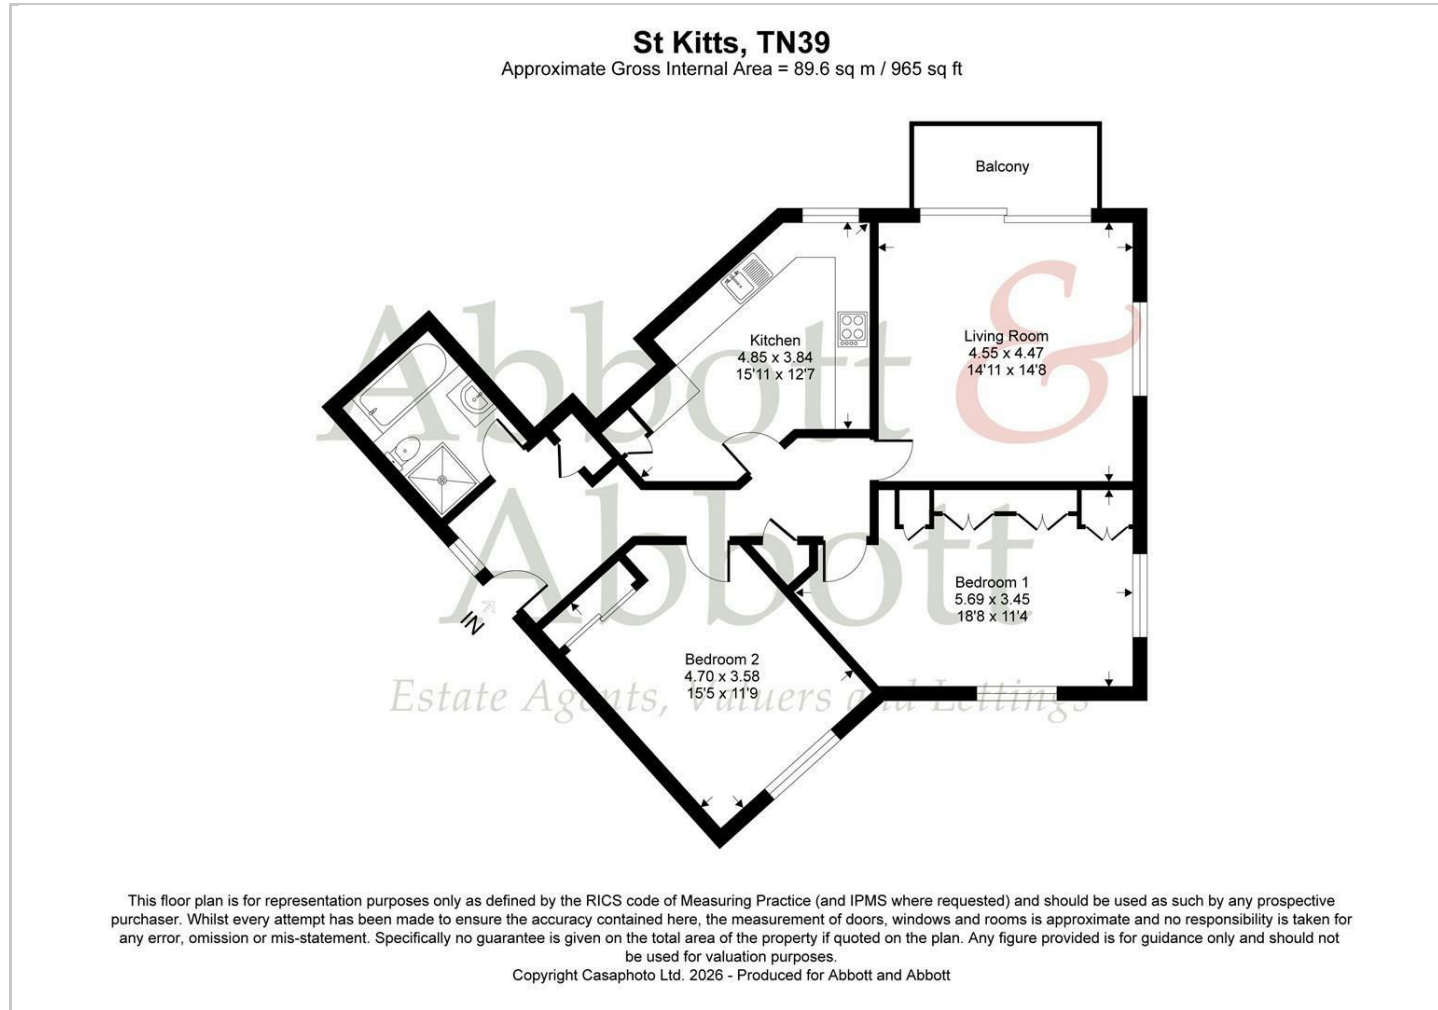 St Kitts, TN39
Approximate Gross Internal Area = 89.6 sq m / 965 sq ft
Balcony
Kitchen
4.85 x 3.84
15'11 x 12'7
Living Room
4.55 x 4.47
14'11 x 14'8
Abbott &
Abbott
Bedroom 1
5.69 x 3.45
18'8 x 11'4
IN
Bedroom 2
4.70 x 3.58
15'5 x 11'9
Estate Agents, Valuers and Lettings
This floor plan is for representation purposes only as defined by the RICS code of Measuring Practice (and IPMS where requested) and should be used as such by any prospective
purchaser. Whilst every attempt has been made to ensure the accuracy contained here, the measurement of doors, windows and rooms is approximate and no responsibility is taken for
any error, omission or mis-statement. Specifically no guarantee is given on the total area of the property if quoted on the plan. Any figure provided is for guidance only and should not
be used for valuation purposes.
Copyright Casaphoto Ltd. 2026 - Produced for Abbott and Abbott